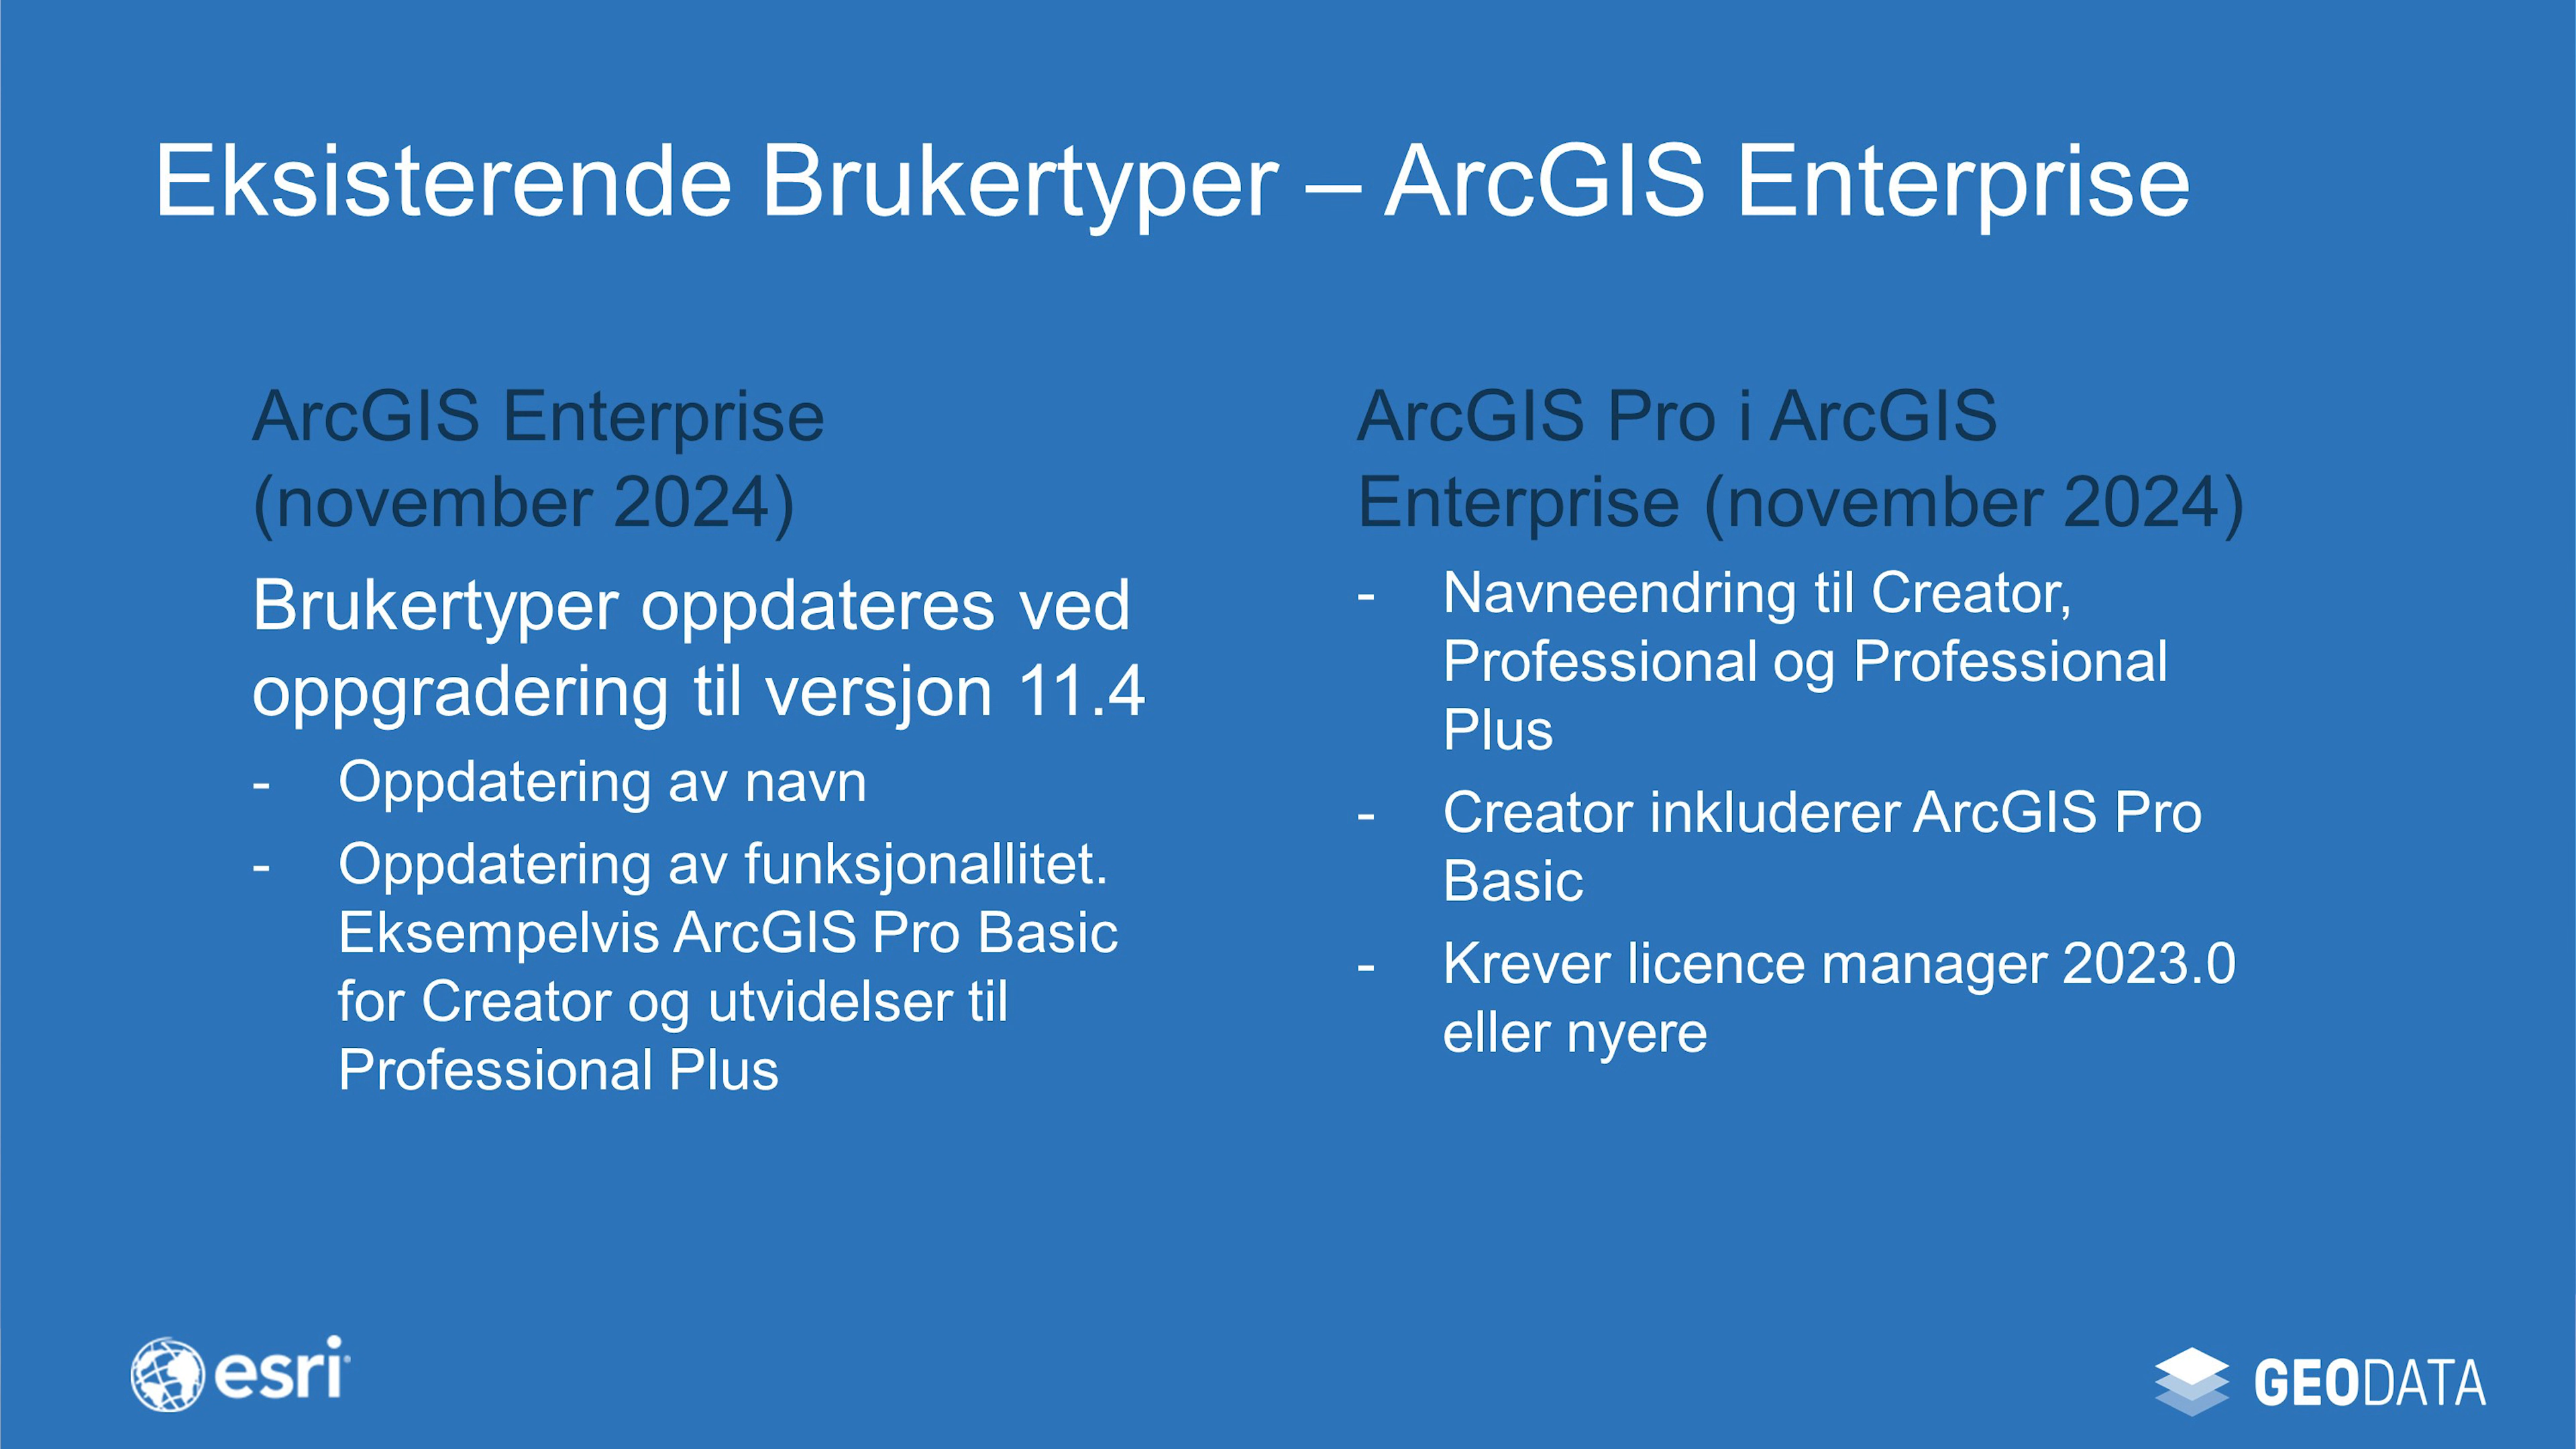 Eksisterende Brukertyper – ArcGIS Enterprise
ArcGIS Enterprise
(november 2024)
Brukertyper oppdateres ved
oppgradering til versjon 11.4
- Oppdatering av navn
- Oppdatering av funksjonallitet.
Eksempelvis ArcGIS Pro Basic
for Creator og utvidelser til
Professional Plus
ArcGIS Pro i ArcGIS
Enterprise (november 2024)
- Navneendring til Creator,
Professional og Professional
Plus
- Creator inkluderer ArcGIS Pro
Basic
- Krever licence manager 2023.0
eller nyere
esri
GEODATA